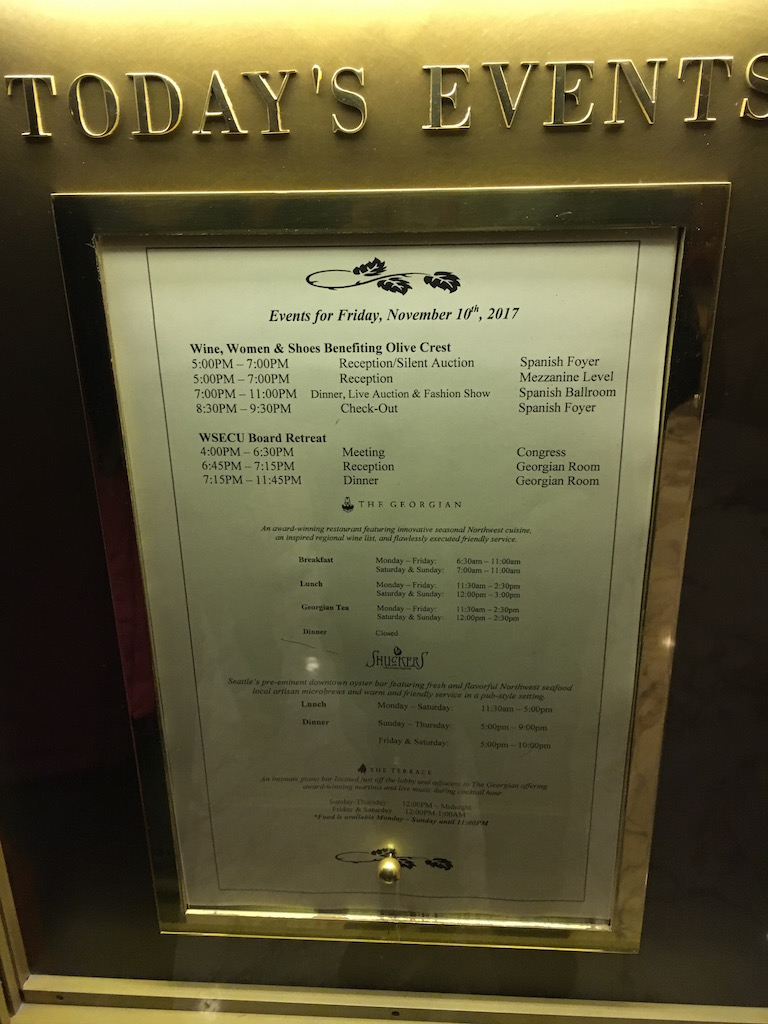 TODAY'S EVENTS
Events for Friday, November 10th, 2017
Wine, Women & Shoes Benefiting Olive Crest
5:00PM – 7:00PM Reception/Silent Auction Spanish Foyer
5:00PM – 7:00PM Reception Mezzanine Level
7:00PM – 11:00PM Dinner, Live Auction & Fashion Show Spanish Ballroom
8:30PM – 9:30PM Check-Out Spanish Foyer
WSECU Board Retreat
4:00PM – 6:30PM Meeting Congress
6:45PM – 7:15PM Reception Georgian Room
7:15PM – 11:45PM Dinner Georgian Room
THE GEORGIAN
An award-winning restaurant featuring innovative seasonal Northwest cuisine,
an inspired regional wine list, and flawlessly executed friendly service.
Breakfast Monday – Friday: 6:30am – 11:00am
Saturday & Sunday: 7:00am – 11:00am
Lunch Monday – Friday: 11:30am – 2:30pm
Saturday & Sunday: 12:00pm – 3:00pm
Georgian Tea Monday – Friday: 11:30am – 2:30pm
Saturday & Sunday: 12:00pm – 2:30pm
Dinner Closed
SHUCKERS
Seattle's pre-eminent downtown oyster bar featuring fresh and flavorful Northwest seafood
local artisan microbrews and warm and friendly service in a pub-style setting.
Lunch Monday – Saturday: 11:30am – 5:00pm
Dinner Sunday – Thursday: 5:00pm – 9:00pm
Friday & Saturday: 5:00pm – 10:00pm
THE TERRACE
An intimate piano bar located just off the lobby and adjacent to The Georgian offering
award-winning martinis and live music during cocktail hour.
Sunday-Thursday 12:00PM – Midnight
Friday & Saturday 12:00PM-1:00AM
*Food is available Monday – Sunday until 11:00PM